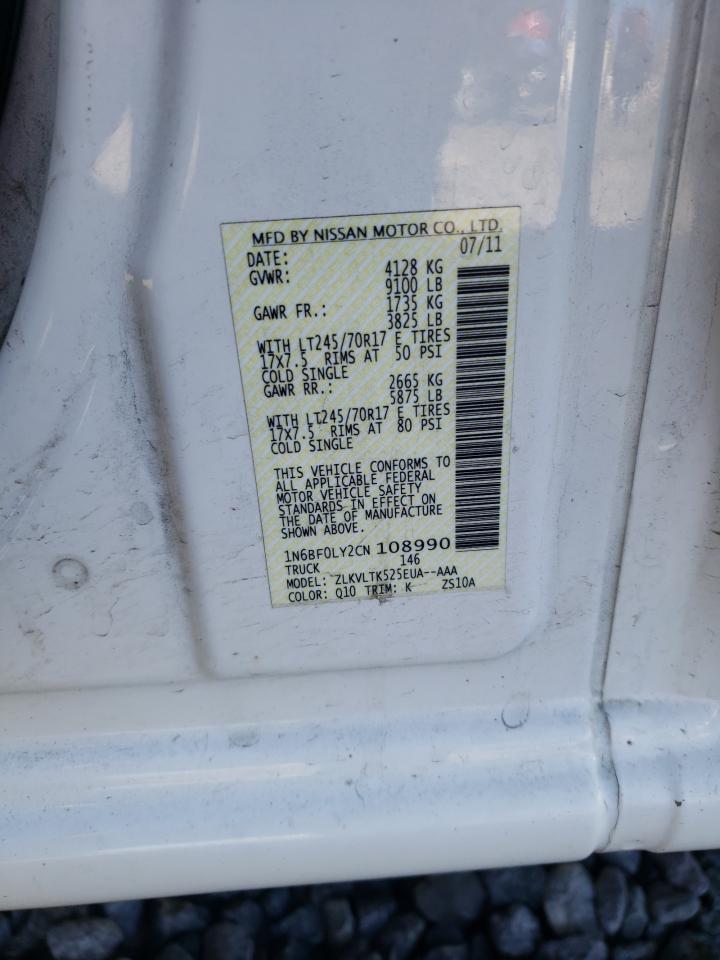 MFD BY NISSAN MOTOR CO., LTD.
DATE: 07/11
GVWR: 4128 KG
9100 LB
GAWR FR.: 1735 KG
3825 LB
WITH LT245/70R17 E TIRES
17X7.5 RIMS AT 50 PSI
COLD SINGLE
GAWR RR.: 2665 KG
5875 LB
WITH LT245/70R17 E TIRES
17X7.5 RIMS AT 80 PSI
COLD SINGLE
THIS VEHICLE CONFORMS TO
ALL APPLICABLE FEDERAL
MOTOR VEHICLE SAFETY
STANDARDS IN EFFECT ON
THE DATE OF MANUFACTURE
SHOWN ABOVE.
1N6BF0LY2CN 108990
TRUCK 146
MODEL: ZLKVLTK525EUA--AAA
COLOR: Q10 TRIM: K ZS10A